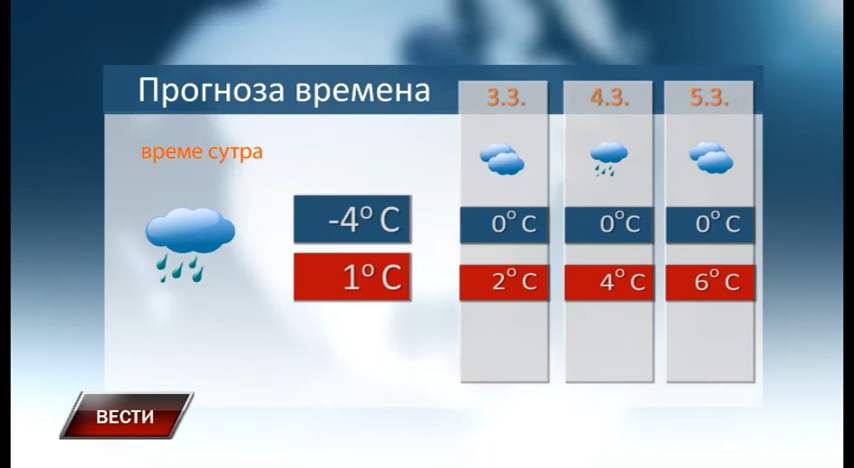 Прогноза времена
време сутра
-4° C
1° C
3.3.
0° C
2° C
4.3.
0°C
4° C
5.3.
0° C
6° C
ВЕСТИ